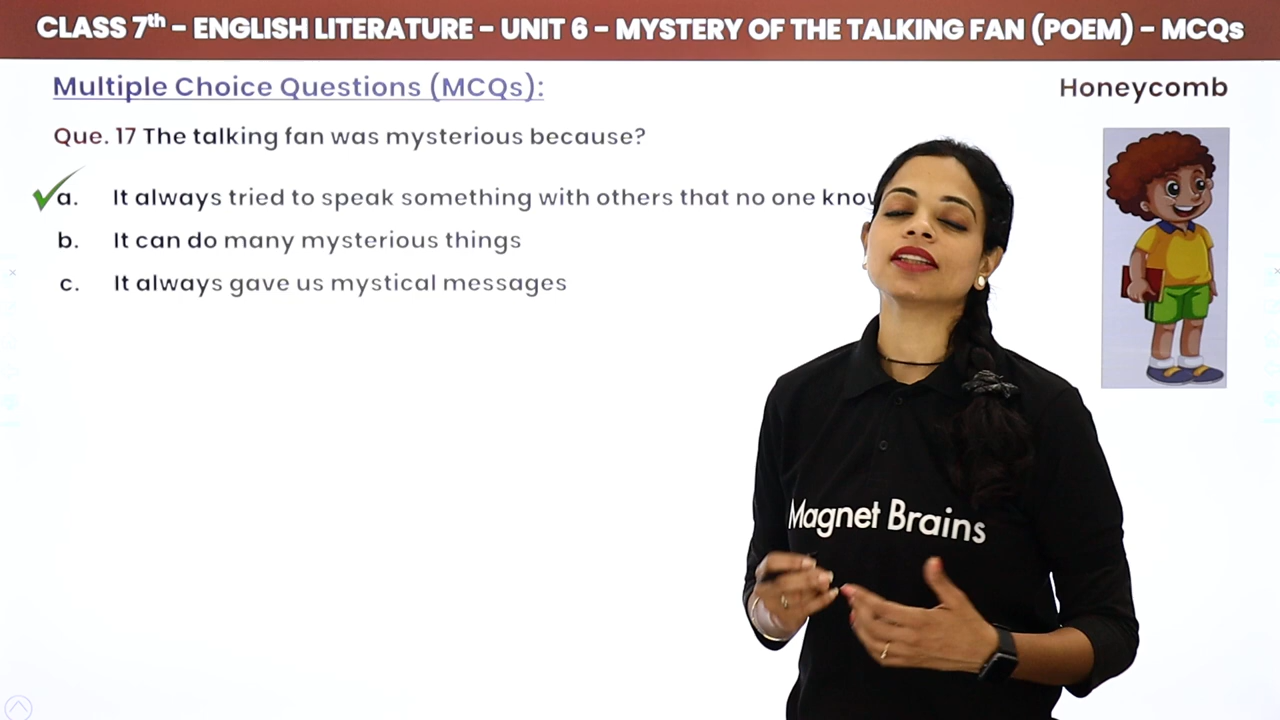 CLASS 7th – ENGLISH LITERATURE – UNIT 6 – MYSTERY OF THE TALKING FAN (POEM) – MCQs
Multiple Choice Questions (MCQs):
Honeycomb
Que. 17 The talking fan was mysterious because?
a. It always tried to speak something with others that no one
b. It can do many mysterious things
c. It always gave us mystical messages
Magnet Brains